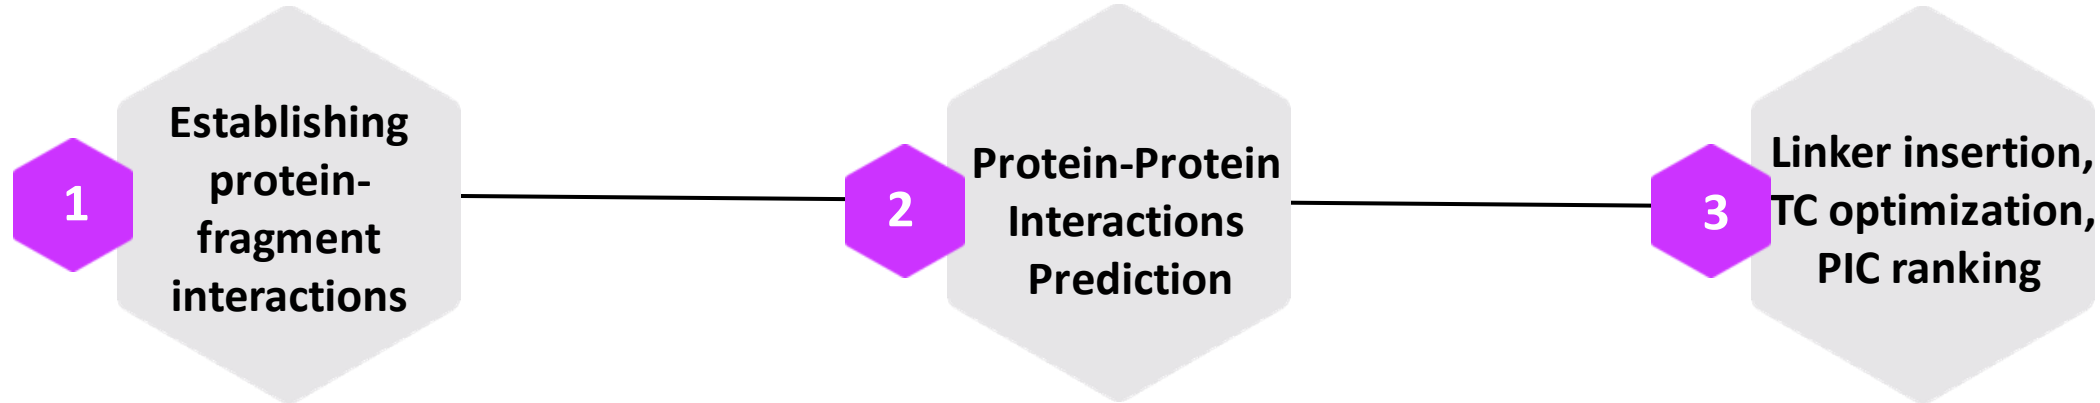 1
Establishing
protein-
fragment
interactions
2
Protein-Protein
Interactions
Prediction
3
Linker insertion,
TC optimization,
PIC ranking